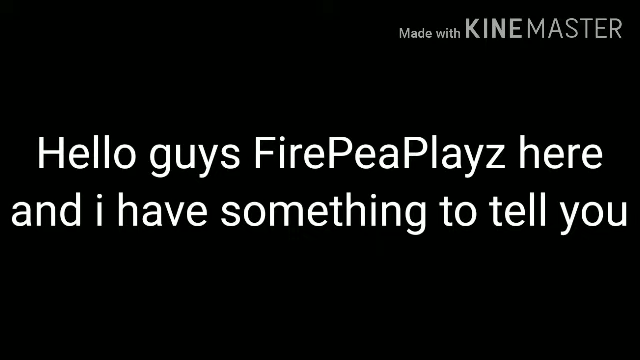 Made with KINEMASTER
Hello guys FirePeaPlayz here
and i have something to tell you